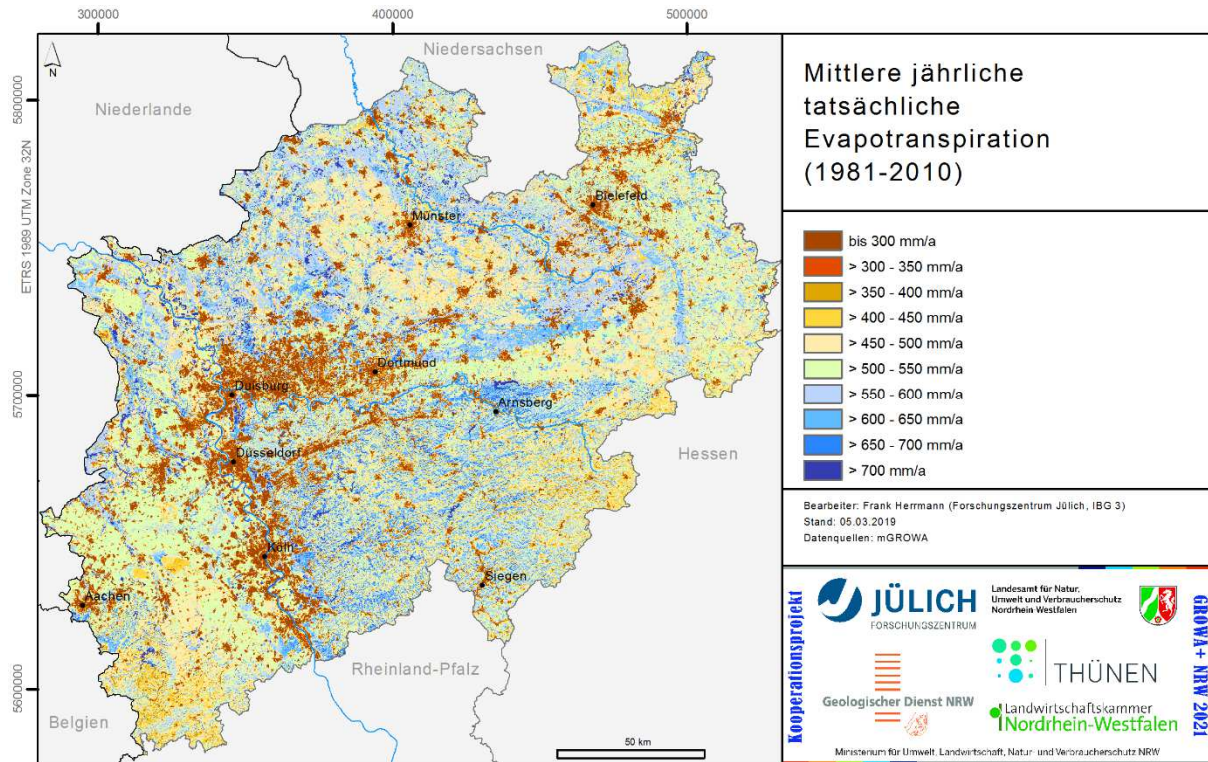 300000
400000
500000
N
Niedersachsen
Niederlande
5800000
ETRS 1989 UTM Zone 32N
Bielefeld
Münster
Dortmund
Duisburg
5700000
Arnsberg
Düsseldorf
Hessen
Köln
Siegen
Aachen
Rheinland-Pfalz
5600000
Belgien
50 km
Mittlere jährliche
tatsächliche
Evapotranspiration
(1981-2010)
bis 300 mm/a
> 300 - 350 mm/a
> 350 - 400 mm/a
> 400 - 450 mm/a
> 450 - 500 mm/a
> 500 - 550 mm/a
> 550 - 600 mm/a
> 600 - 650 mm/a
> 650 - 700 mm/a
> 700 mm/a
Bearbeiter: Frank Herrmann (Forschungszentrum Jülich, IBG 3)
Stand: 05.03.2019
Datenquellen: mGROWA
Kooperationsprojekt
JÜLICH
FORSCHUNGSZENTRUM
Landesamt für Natur,
Umwelt und Verbraucherschutz
Nordrhein-Westfalen
GROWA+ NRW 2021
Geologischer Dienst NRW
THÜNEN
Landwirtschaftskammer
Nordrhein-Westfalen
Ministerium für Umwelt, Landwirtschaft, Natur- und Verbraucherschutz NRW